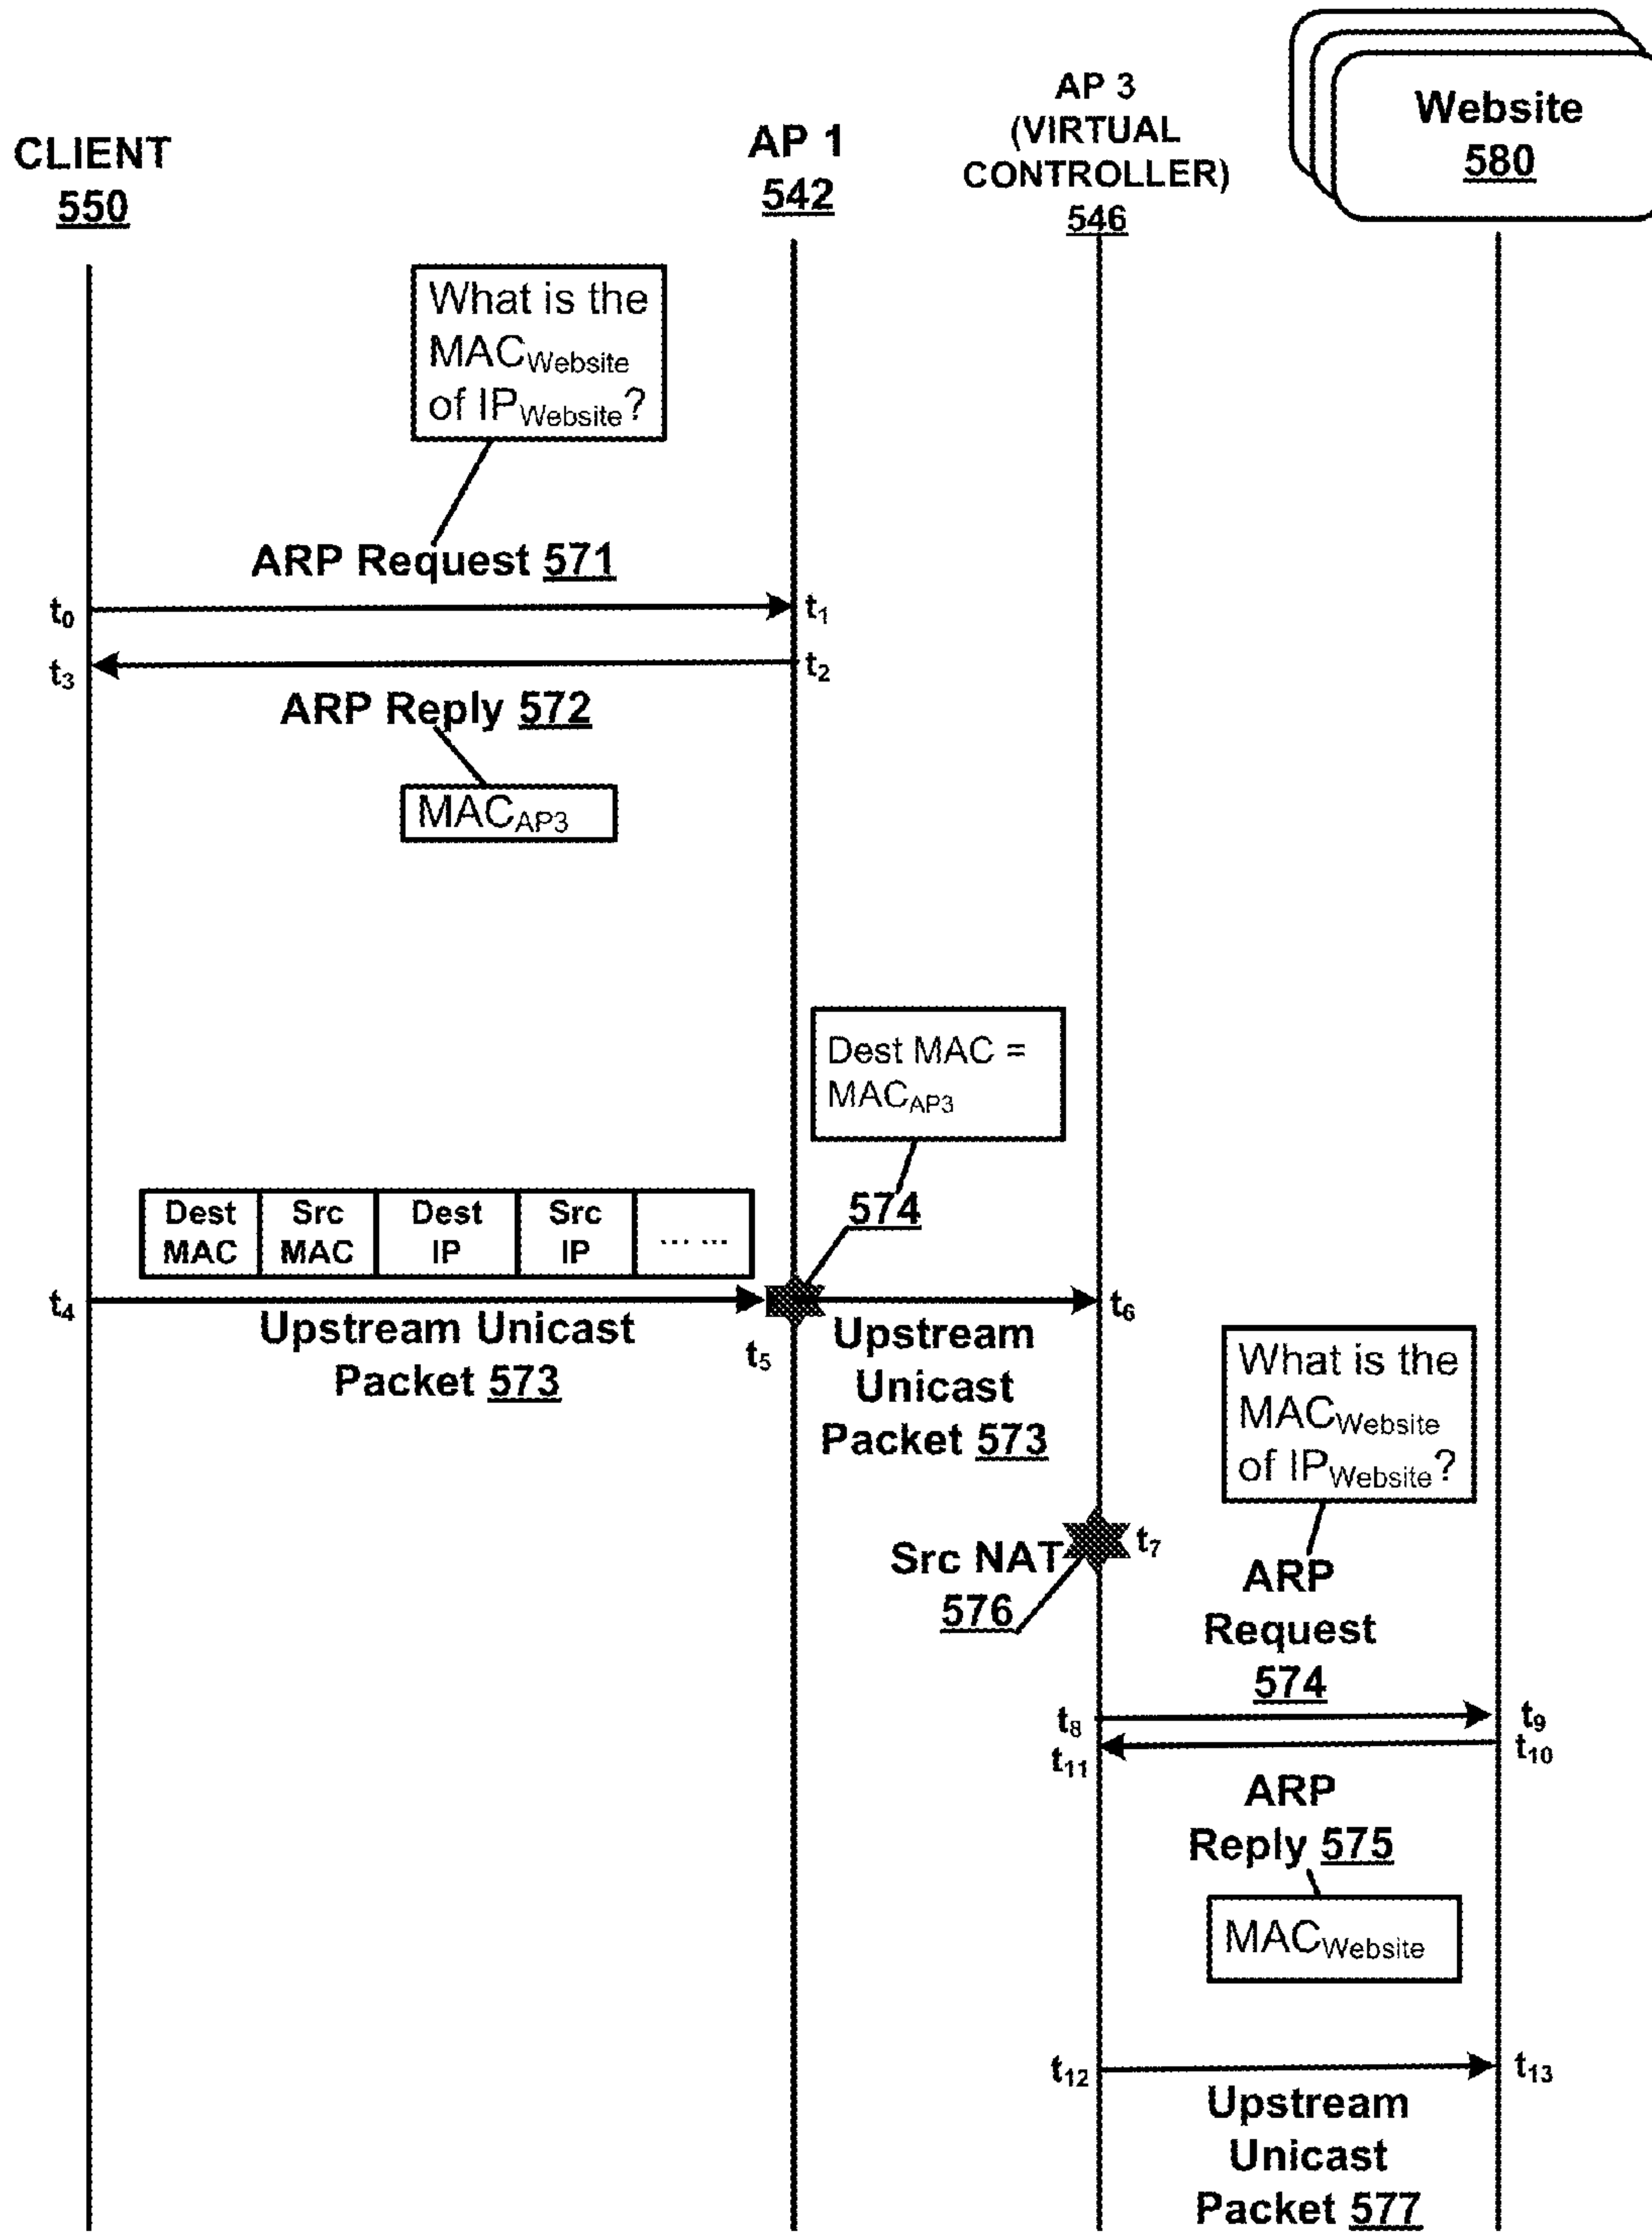 CLIENT
550
AP 1
542
AP 3
(VIRTUAL
CONTROLLER)
546
Website
580
What is the
MACWebsite
of IPWebsite?
ARP Request 571
t0
t1
t3
t2
ARP Reply 572
MACAP3
Dest MAC =
MACAP3
574
Dest MAC
Src MAC
Dest IP
Src IP
... ...
t4
t5
t6
Upstream Unicast
Packet 573
Upstream
Unicast
Packet 573
What is the
MACWebsite
of IPWebsite?
Src NAT
576
t7
ARP
Request
574
t8
t9
t11
t10
ARP
Reply 575
MACWebsite
t12
t13
Upstream
Unicast
Packet 577